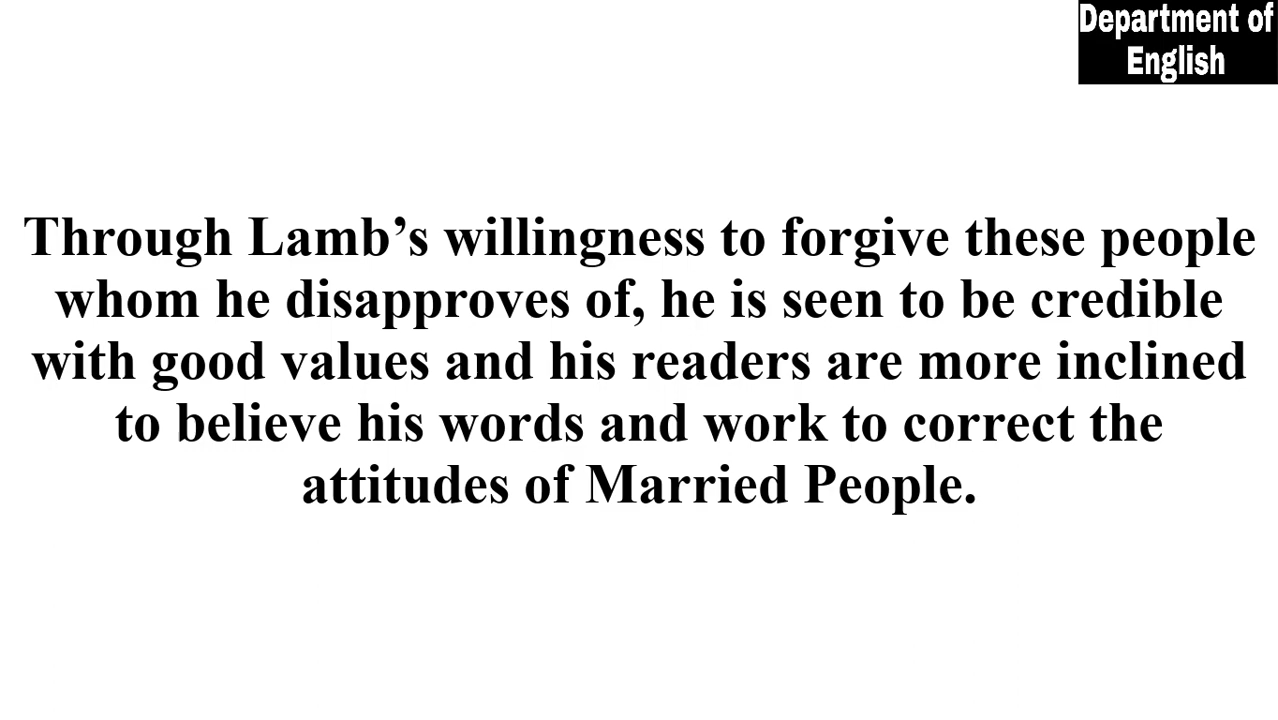 Department of
English
Through Lamb’s willingness to forgive these people
whom he disapproves of, he is seen to be credible
with good values and his readers are more inclined
to believe his words and work to correct the
attitudes of Married People.